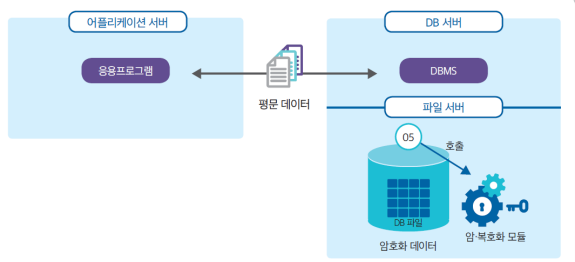 어플리케이션 서버
DB 서버
응용프로그램
DBMS
평문 데이터
파일 서버
05
호출
DB 파일
암호화 데이터
암·복호화 모듈